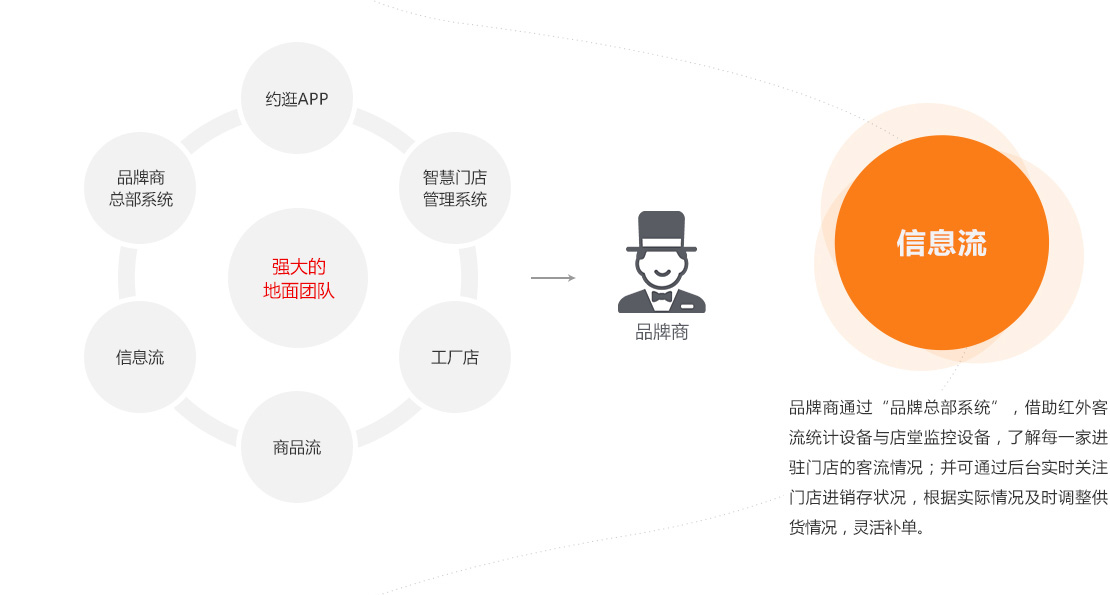 约逛APP
品牌商
总部系统
智慧门店
管理系统
强大的
地面团队
信息流
工厂店
商品流
品牌商
信息流
品牌商通过“品牌总部系统”，借助红外客
流统计设备与店堂监控设备，了解每一家进
驻门店的客流情况；并可通过后台实时关注
门店进销存状况，根据实际情况及时调整供
货情况，灵活补单。